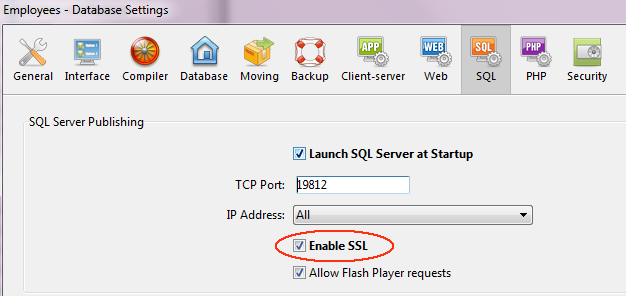 Employees - Database Settings
General Interface Compiler Database Moving Backup Client-server Web SQL PHP Security
APP WEB SQL PHP
SQL Server Publishing
Launch SQL Server at Startup
TCP Port: 19812
IP Address: All
Enable SSL
Allow Flash Player requests